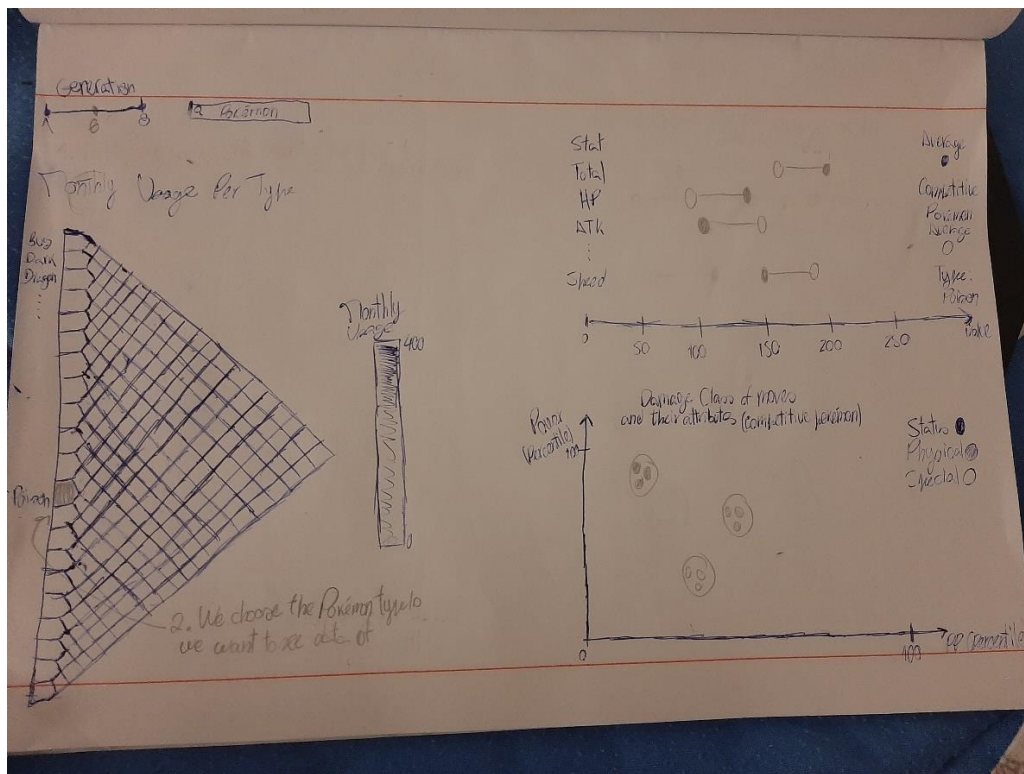 Generation
1 8 8
Pokémon
Monthly Usage Per Type
Bug
Dark
Dragon
⋮
Poison
Monthly
Usage
400
0
2. We choose the Pokémon type
we want to see data of
Stat
Total
HP
ATK
⋮
Speed
Average
Competitive
Pokémon
Average
Type:
Poison
0 50 100 150 200 250
Value
Damage Class of moves
and their attributes (competitive pokémon)
Power
(Percentile)
100
Status
Physical
Special
0 100 PP (Percentile